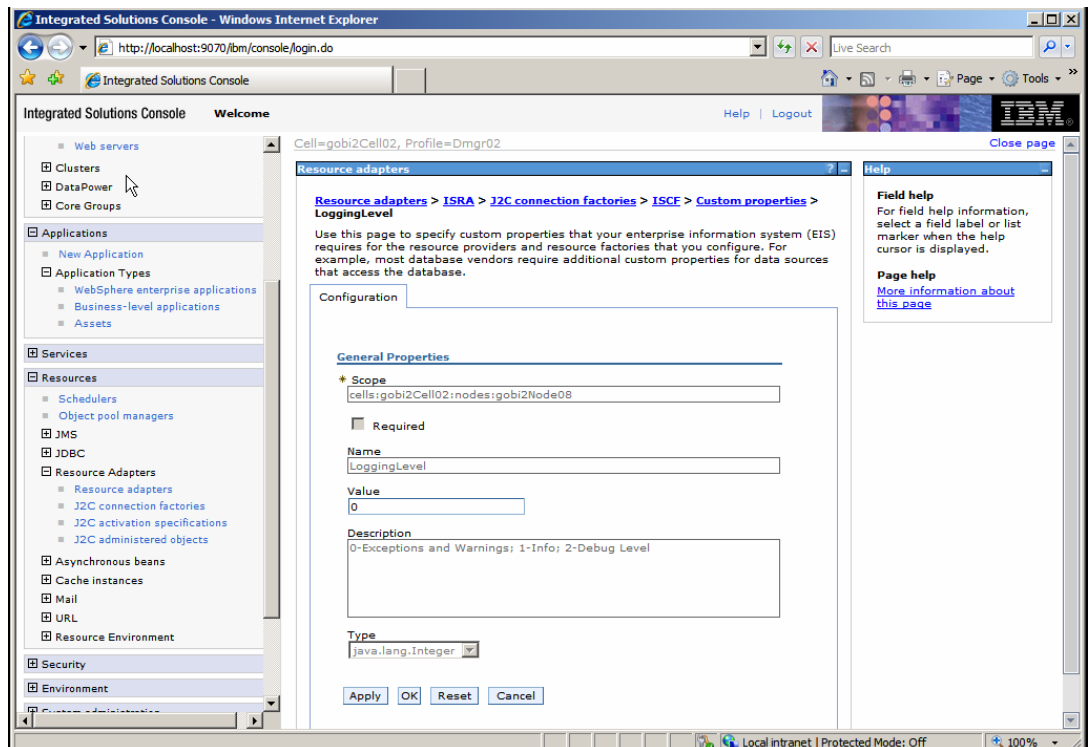 Integrated Solutions Console - Windows Internet Explorer
http://localhost:9070/ibm/console/login.do
Live Search
Integrated Solutions Console
Page
Tools
Integrated Solutions Console Welcome
Help | Logout
IBM
Web servers
Clusters
DataPower
Core Groups
Applications
New Application
Application Types
WebSphere enterprise applications
Business-level applications
Assets
Services
Resources
Schedulers
Object pool managers
JMS
JDBC
Resource Adapters
Resource adapters
J2C connection factories
J2C activation specifications
J2C administered objects
Asynchronous beans
Cache instances
Mail
URL
Resource Environment
Security
Environment
Cell=gobi2Cell02, Profile=Dmgr02
Close page
Resource adapters
?
Resource adapters > ISRA > J2C connection factories > ISCF > Custom properties >
LoggingLevel
Use this page to specify custom properties that your enterprise information system (EIS)
requires for the resource providers and resource factories that you configure. For
example, most database vendors require additional custom properties for data sources
that access the database.
Configuration
General Properties
* Scope
cells:gobi2Cell02:nodes:gobi2Node08
Required
Name
LoggingLevel
Value
0
Description
0-Exceptions and Warnings; 1-Info; 2-Debug Level
Type
java.lang.Integer
Apply OK Reset Cancel
Help
Field help
For field help information,
select a field label or list
marker when the help
cursor is displayed.
Page help
More information about
this page
Local intranet | Protected Mode: Off
100%